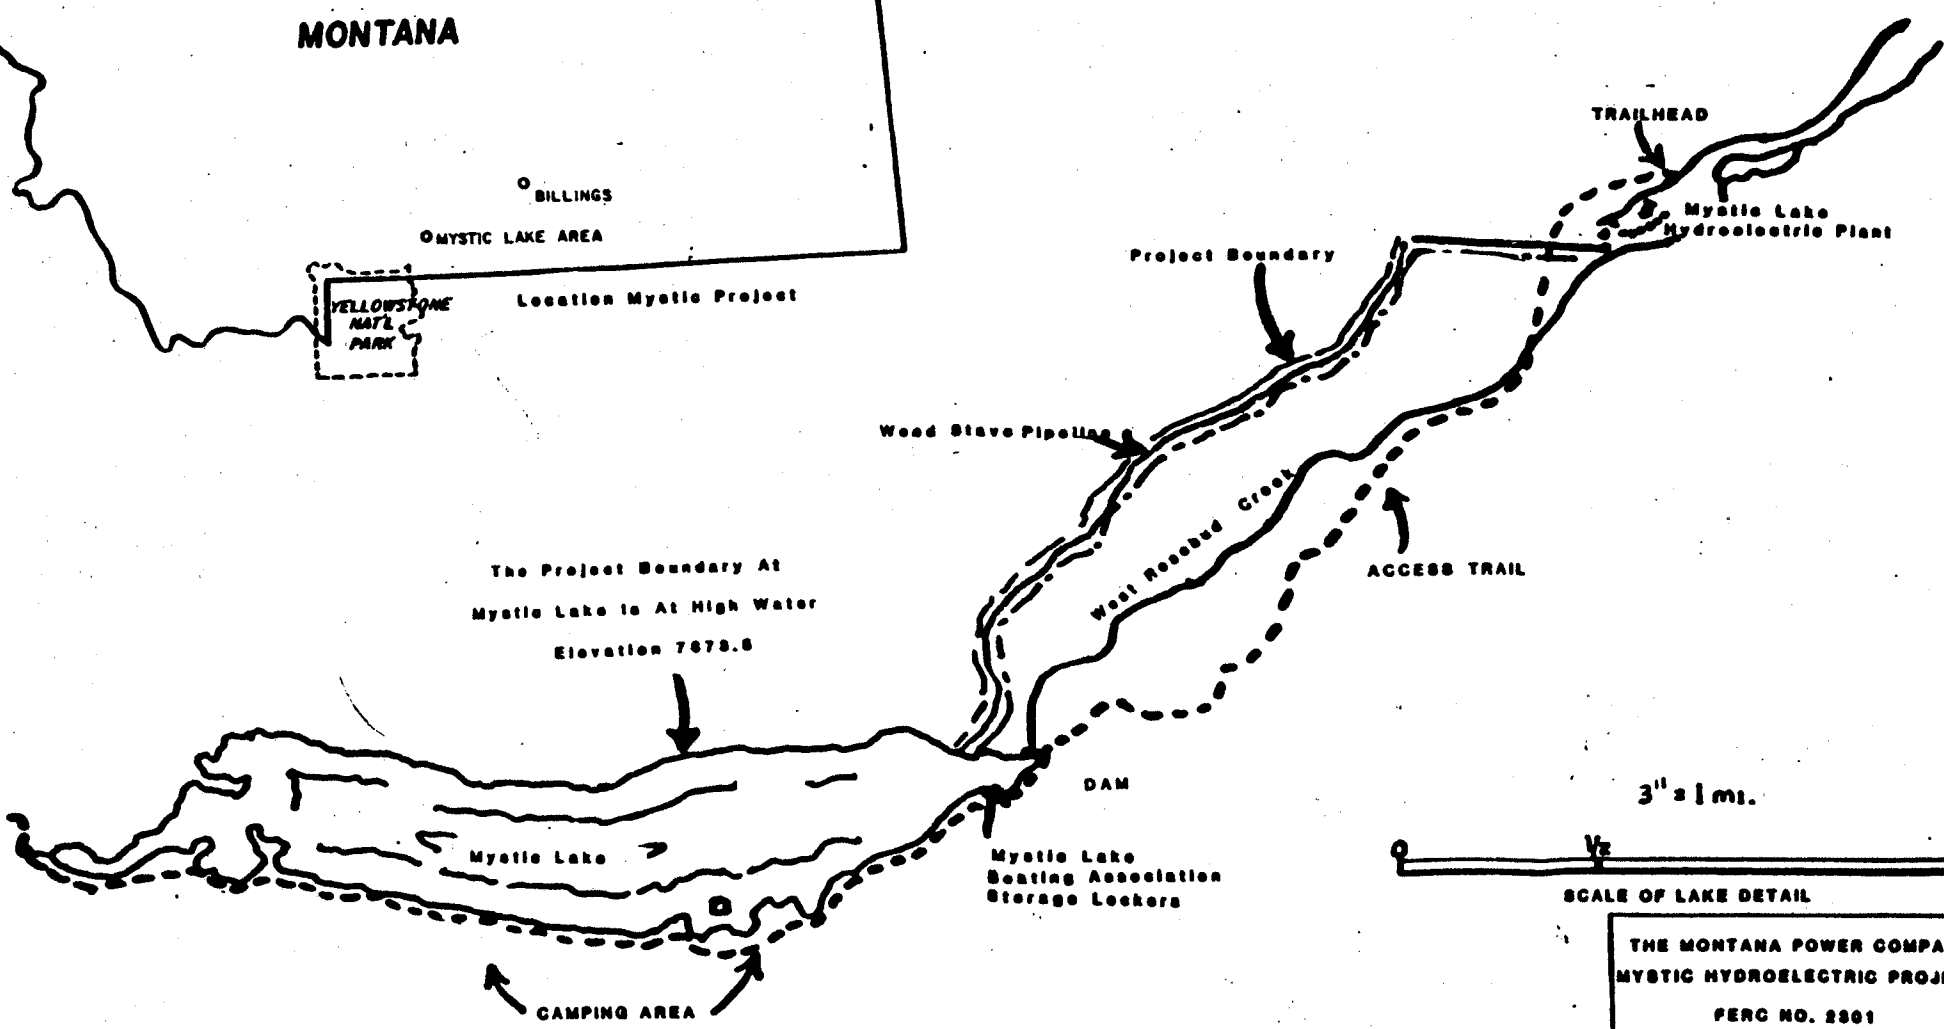 MONTANA
BILLINGS
MYSTIC LAKE AREA
YELLOWSTONE
NAT'L
PARK
Location Mystic Project
TRAILHEAD
Mystic Lake
Hydroelectric Plant
Project Boundary
Wood Stave Pipeline
West Rosebud Creek
ACCESS TRAIL
The Project Boundary At
Mystic Lake Is At High Water
Elevation 7673.5
DAM
Mystic Lake
Mystic Lake
Boating Association
Storage Lockers
CAMPING AREA
3" = 1 mi.
0 1/2
SCALE OF LAKE DETAIL
THE MONTANA POWER COMPA
MYSTIC HYDROELECTRIC PROJE
FERC NO. 2301